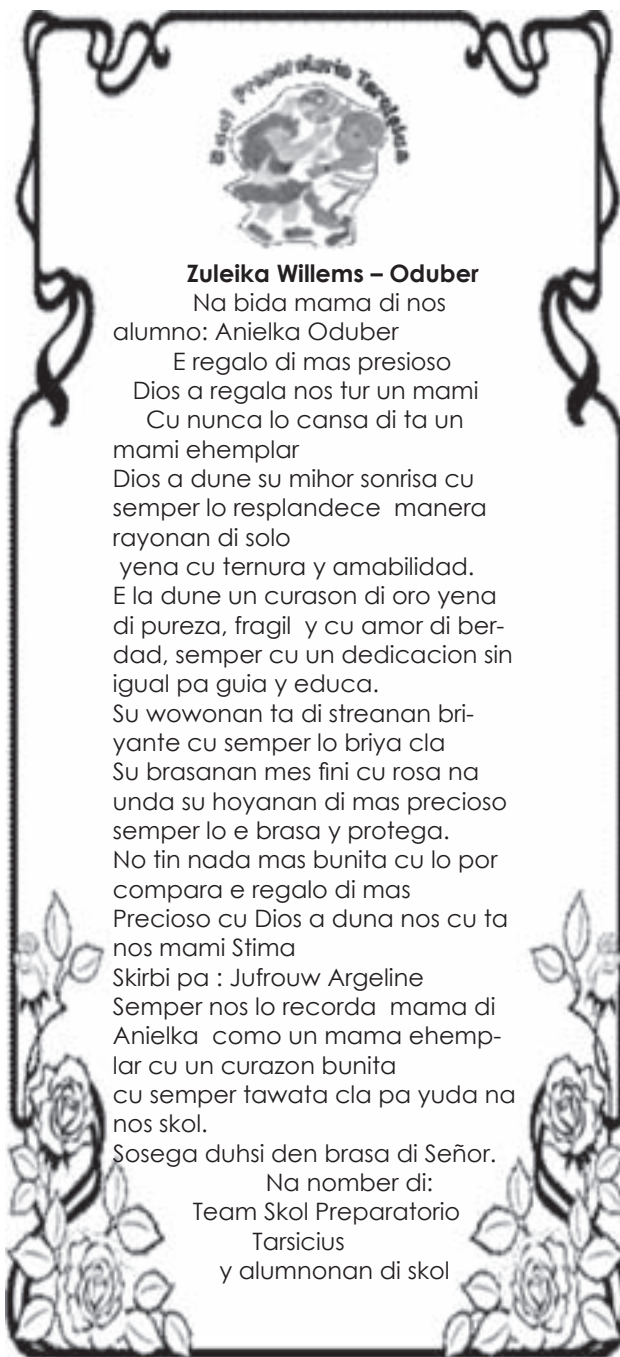 Skol Preparatorio Tarcisius
Zuleika Willems – Oduber
Na bida mama di nos
alumno: Anielka Oduber
E regalo di mas presioso
Dios a regala nos tur un mami
Cu nunca lo cansa di ta un
mami ehemplar
Dios a dune su mihor sonrisa cu
semper lo resplandece manera
rayonan di solo
yena cu ternura y amabilidad.
E la dune un curason di oro yena
di pureza, fragil y cu amor di ber-
dad, semper cu un dedicacion sin
igual pa guia y educa.
Su wowonan ta di streanan bri-
yante cu semper lo briya cla
Su brasanan mes fini cu rosa na
unda su hoyanan di mas precioso
semper lo e brasa y protega.
No tin nada mas bunita cu lo por
compara e regalo di mas
Precioso cu Dios a duna nos cu ta
nos mami Stima
Skirbi pa : Jufrouw Argeline
Semper nos lo recorda mama di
Anielka como un mama ehemp-
lar cu un curazon bunita
cu semper tawata cla pa yuda na
nos skol.
Sosega duhsi den brasa di Señor.
Na nomber di:
Team Skol Preparatorio
Tarsicius
y alumnonan di skol